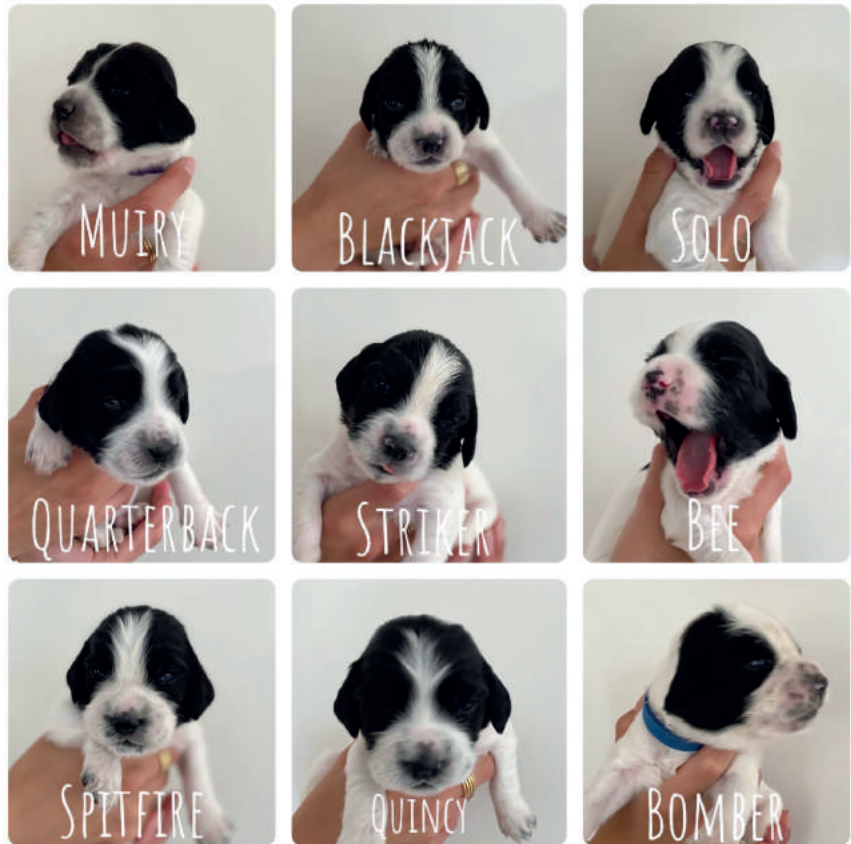 MUIRY
BLACKJACK
SOLO
QUARTERBACK
STRIKER
BEE
SPITFIRE
QUINCY
BOMBER